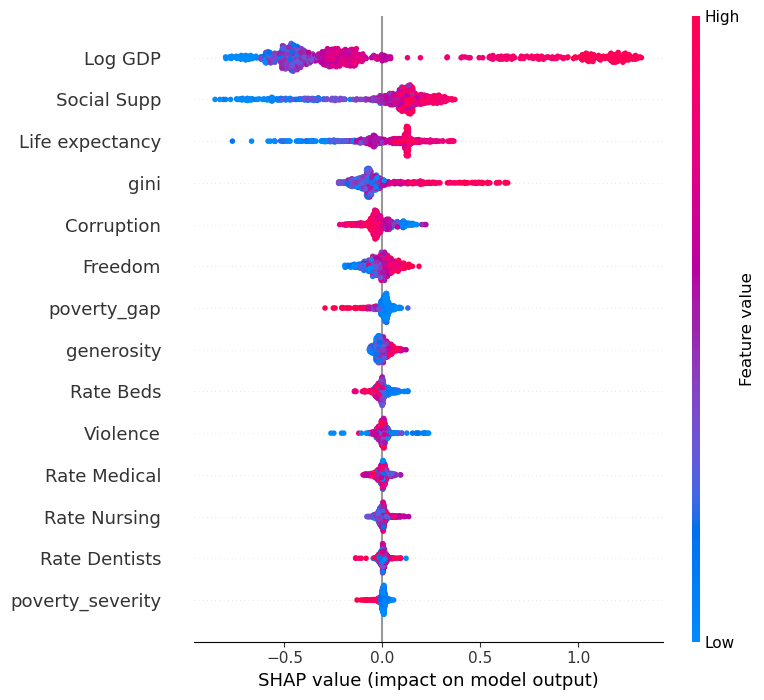 High
Log GDP
Social Supp
Life expectancy
gini
Corruption
Freedom
poverty_gap
generosity
Rate Beds
Violence
Rate Medical
Rate Nursing
Rate Dentists
poverty_severity
Feature value
Low
−0.5 0.0 0.5 1.0
SHAP value (impact on model output)